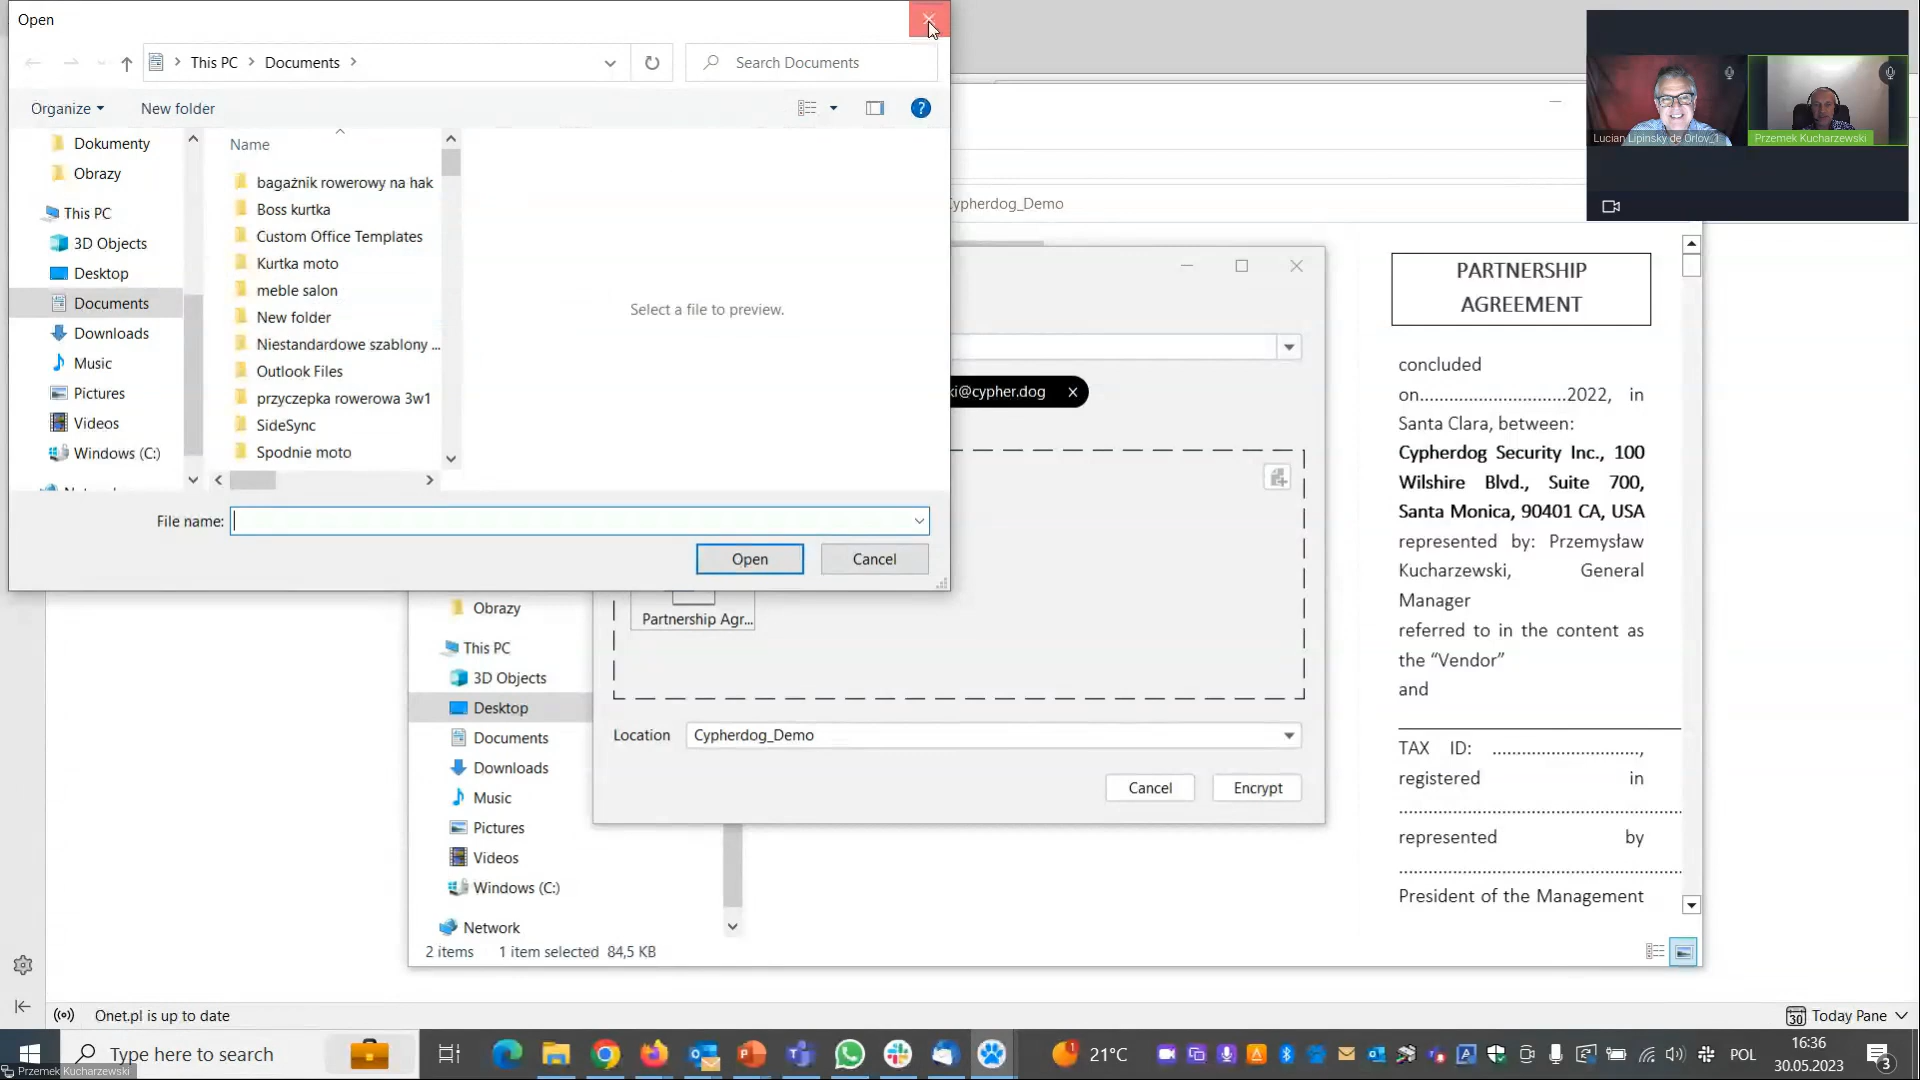 Open
This PC
Documents
Search Documents
Organize
New folder
Dokumenty
Obrazy
This PC
3D Objects
Desktop
Documents
Downloads
Music
Pictures
Videos
Windows (C:)
Name
bagażnik rowerowy na hak
Boss kurtka
Custom Office Templates
Kurtka moto
meble salon
New folder
Niestandardowe szablony ...
Outlook Files
przyczepka rowerowa 3w1
SideSync
Spodnie moto
Select a file to preview.
File name:
Open
Cancel
Lucian Lipinsky de Orlov_1
Przemek Kucharzewski
Cypherdog_Demo
ki@cypher.dog
Partnership Agr...
Location
Cypherdog_Demo
Cancel
Encrypt
Obrazy
This PC
3D Objects
Desktop
Documents
Downloads
Music
Pictures
Videos
Windows (C:)
Network
2 items
1 item selected 84,5 KB
PARTNERSHIP
AGREEMENT
concluded
on............................2022, in
Santa Clara, between:
Cypherdog Security Inc., 100
Wilshire Blvd., Suite 700,
Santa Monica, 90401 CA, USA
represented by: Przemysław
Kucharzewski, General
Manager
referred to in the content as
the “Vendor”
and
TAX ID: ............................,
registered in
represented by
President of the Management
Onet.pl is up to date
30
Today Pane
Type here to search
21°C
POL
16:36
30.05.2023
3
Przemek Kucharzewski